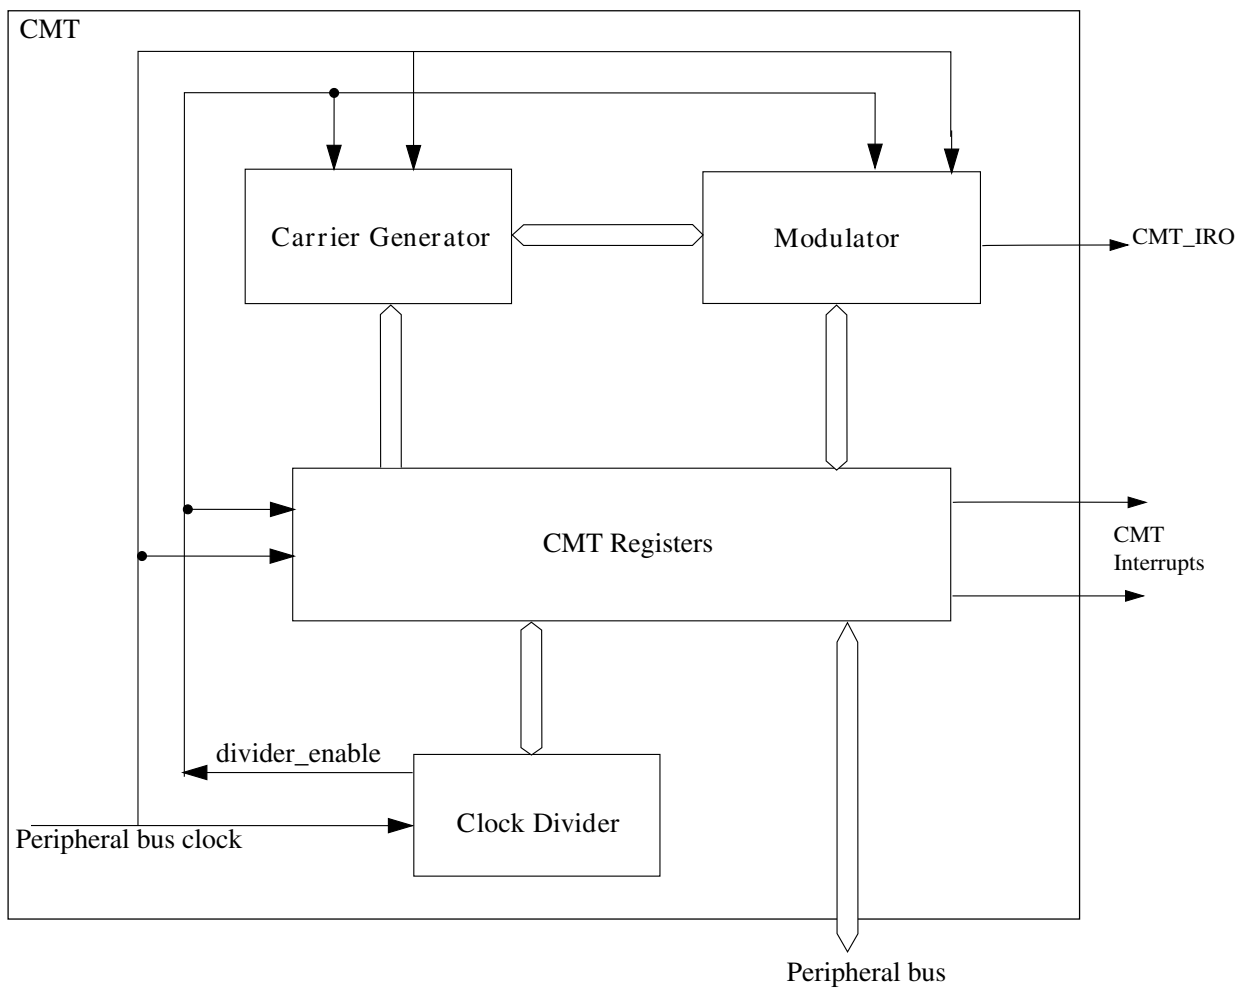 CMT
Carrier Generator
Modulator
CMT_IRO
CMT Registers
CMT
Interrupts
divider_enable
Clock Divider
Peripheral bus clock
Peripheral bus